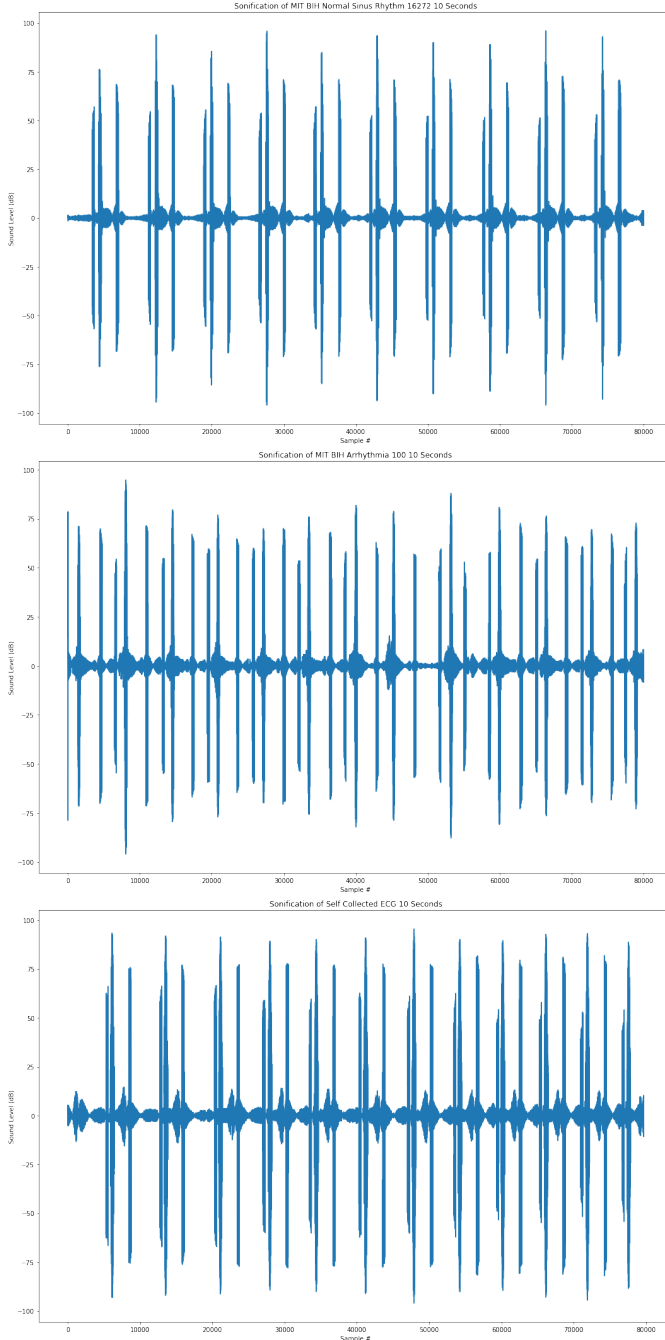 Sonification of MIT BIH Normal Sinus Rhythm 16272 10 Seconds
100
75
50
25
0
−25
−50
−75
−100
Sound Level (dB)
0 10000 20000 30000 40000 50000 60000 70000 80000
Sample #
Sonification of MIT BIH Arrhythmia 100 10 Seconds
100
75
50
25
0
−25
−50
−75
−100
Sound Level (dB)
0 10000 20000 30000 40000 50000 60000 70000 80000
Sample #
Sonification of Self Collected ECG 10 Seconds
100
75
50
25
0
−25
−50
−75
−100
Sound Level (dB)
0 10000 20000 30000 40000 50000 60000 70000 80000
Sample #